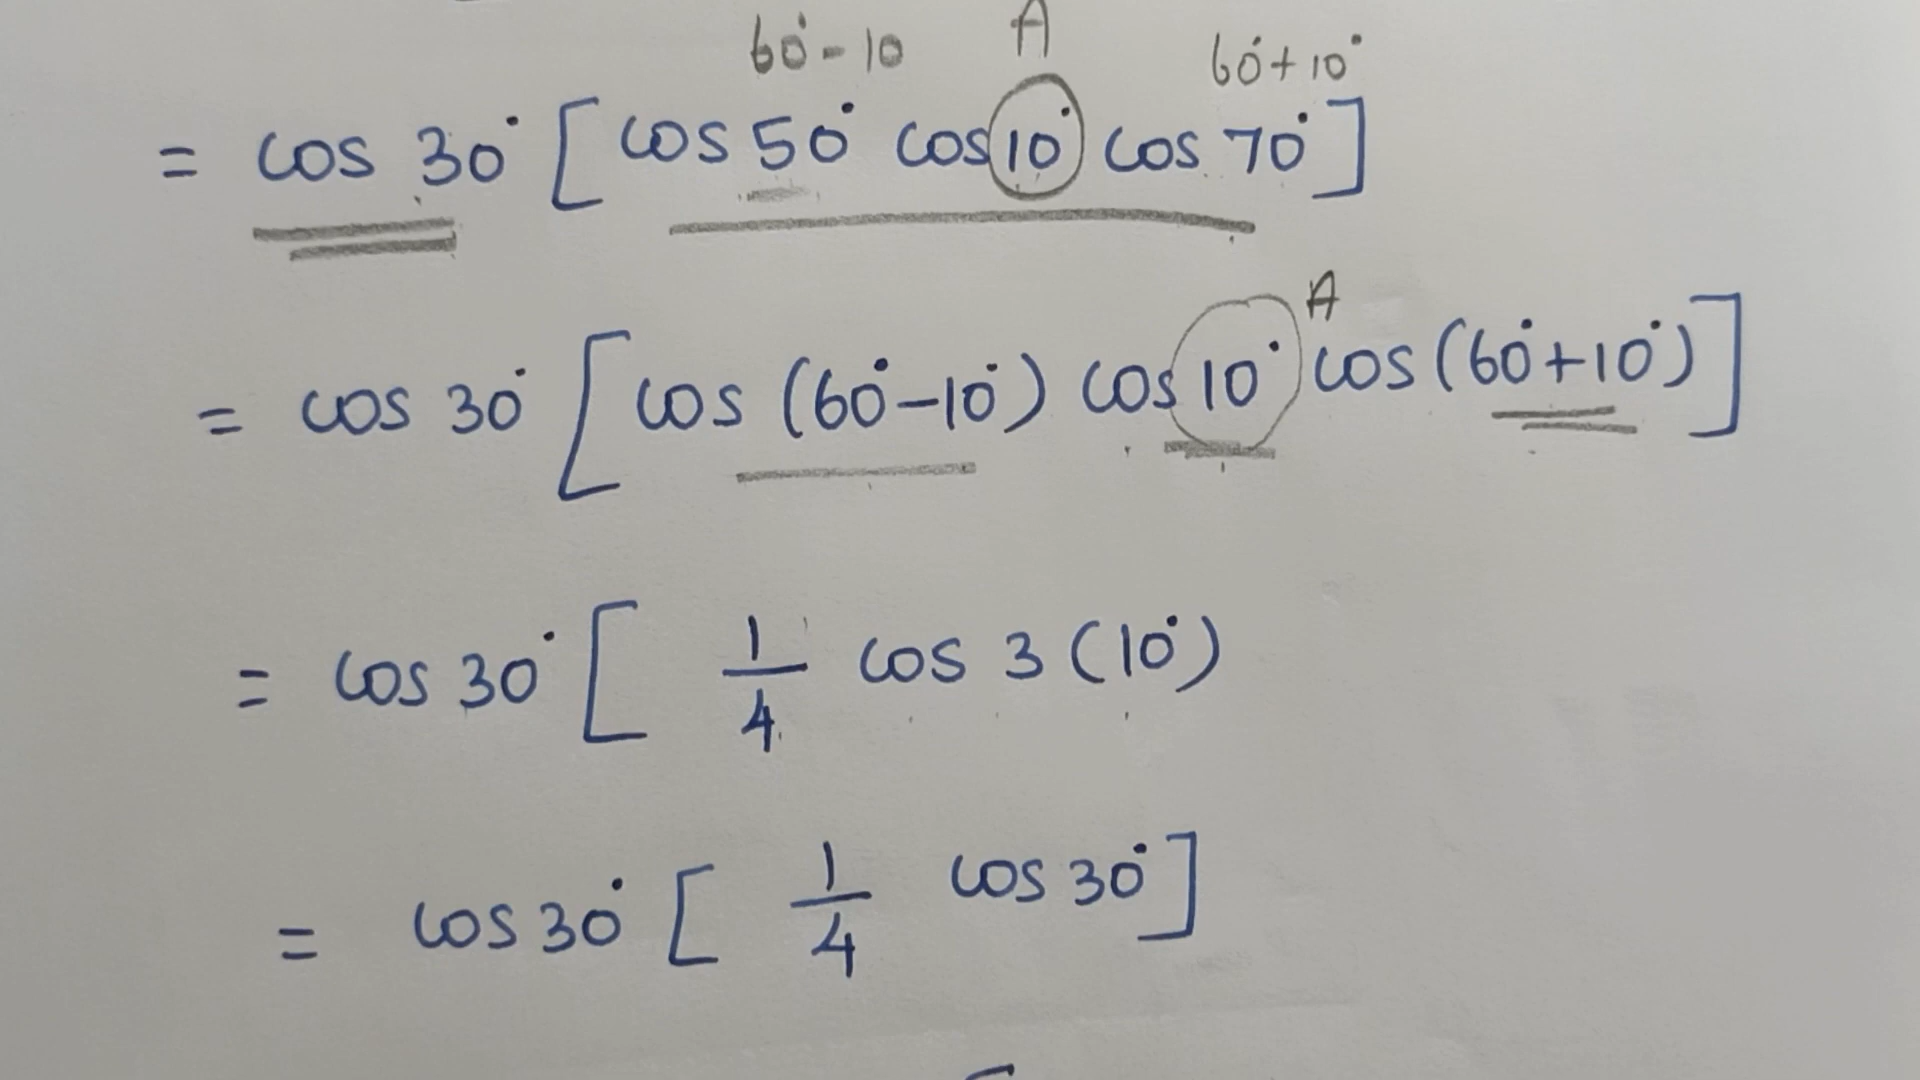 60° - 10 A 60° + 10°
= cos 30° [ cos 50° cos 10° cos 70° ]
A
= cos 30° [ cos (60° - 10°) cos 10° cos (60° + 10°) ]
= cos 30° [ 1/4 cos 3 (10°)
= cos 30° [ 1/4 cos 30° ]